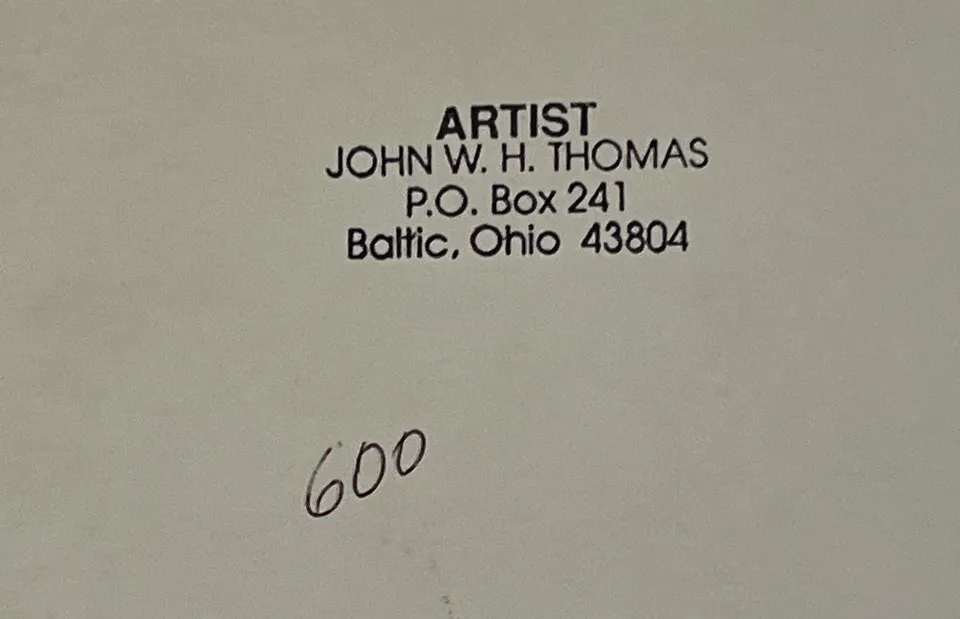 ARTIST
JOHN W. H. THOMAS
P.O. Box 241
Baltic, Ohio 43804
600